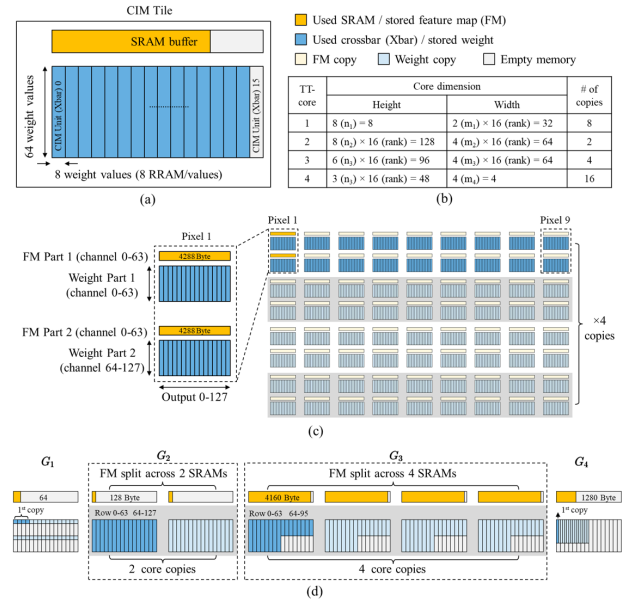 CIM Tile
SRAM buffer
64 weight values
CIM Unit (Xbar) 0
CIM Unit (Xbar) 15
8 weight values (8 RRAM/values)
(a)
Used SRAM / stored feature map (FM)
Used crossbar (Xbar) / stored weight
FM copy
Weight copy
Empty memory
TT-core Core dimension # of copies
Height Width
1 8 (n₁) = 8 2 (m₁) × 16 (rank) = 32 8
2 8 (n₂) × 16 (rank) = 128 4 (m₂) × 16 (rank) = 64 2
3 6 (n₃) × 16 (rank) = 96 4 (m₃) × 16 (rank) = 64 4
4 3 (n₃) × 16 (rank) = 48 4 (m₄) = 4 16
(b)
Pixel 1
FM Part 1 (channel 0-63)
4288Byte
Weight Part 1
(channel 0-63)
FM Part 2 (channel 0-63)
4288Byte
Weight Part 2
(channel 64-127)
Output 0-127
Pixel 1
Pixel 9
×4
copies
(c)
G₁
64
1st copy
G₂
FM split across 2 SRAMs
128 Byte
Row 0-63 64-127
2 core copies
G₃
FM split across 4 SRAMs
4160 Byte
Row 0-63 64-95
4 core copies
G₄
1280 Byte
1st copy
(d)